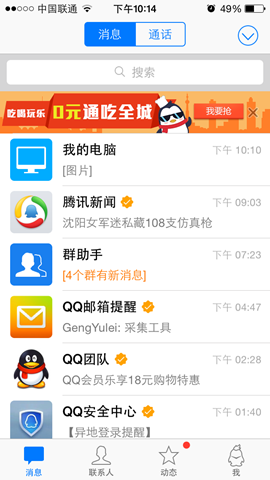 中国联通 下午10:14 49%
消息 通话
搜索
吃喝玩乐 0元通吃全城 我要抢
我的电脑 下午 10:10
[图片]
腾讯新闻 下午 09:03
沈阳女军迷私藏108支仿真枪
群助手 下午 07:23
[4个群有新消息]
QQ邮箱提醒 下午 04:47
GengYulei: 采集工具
QQ团队 下午 02:28
QQ会员乐享18元购物特惠
QQ安全中心 下午 01:40
【异地登录提醒】
消息 联系人 动态 我